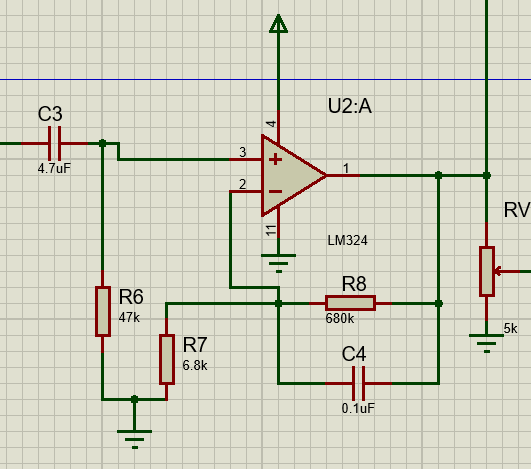 4
U2:A
C3
3
1
4.7uF
2
11
LM324
RV
R8
R6
47k
680k
5k
R7
6.8k
C4
0.1uF